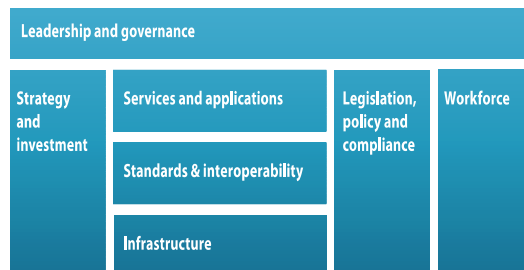 Leadership and governance
Strategy
and
investment
Services and applications
Standards & interoperability
Infrastructure
Legislation,
policy and
compliance
Workforce